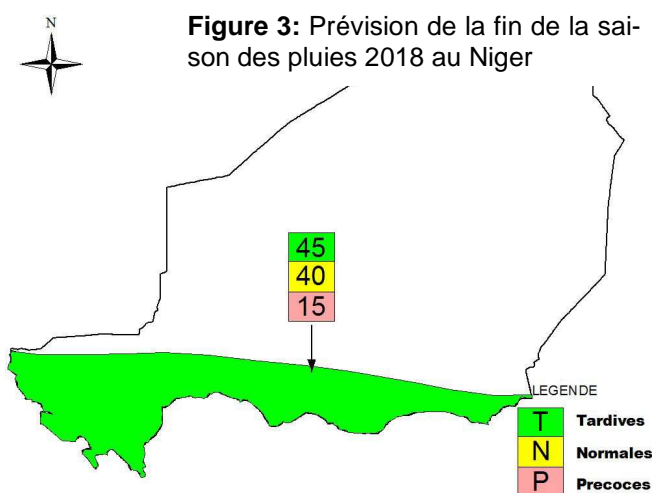 N
Figure 3: Prévision de la fin de la sai-
son des pluies 2018 au Niger
45
40
15
LEGENDE
T Tardives
N Normales
P Precoces